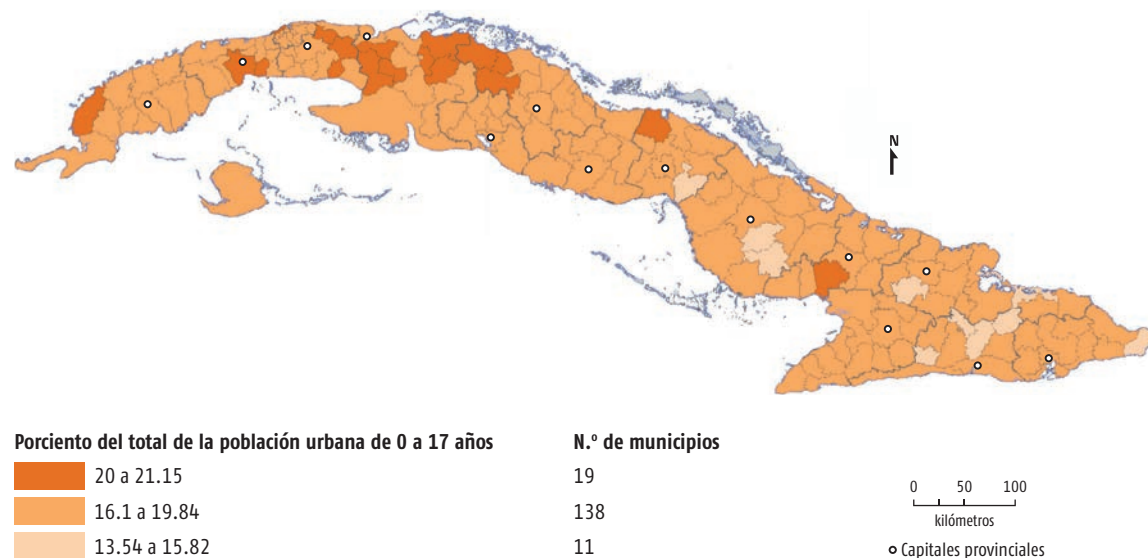 N
Porciento del total de la población urbana de 0 a 17 años
N.º de municipios
20 a 21.15
19
16.1 a 19.84
138
13.54 a 15.82
11
0 50 100
kilómetros
Capitales provinciales